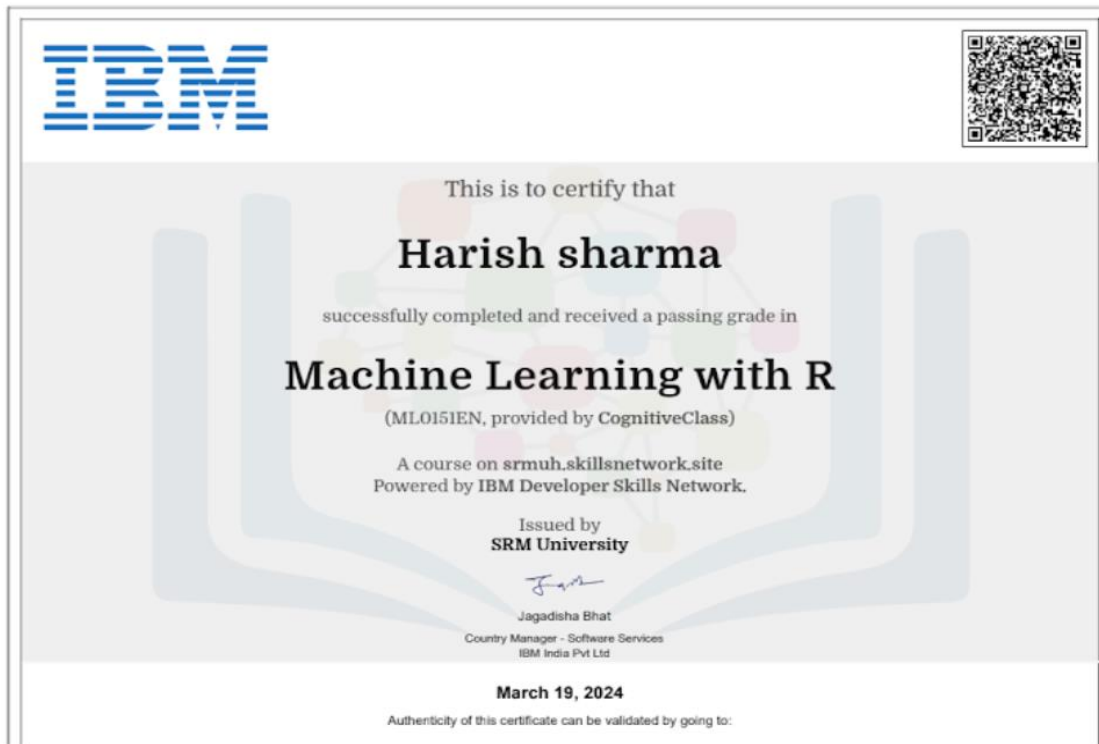 IBM
This is to certify that
Harish sharma
successfully completed and received a passing grade in
Machine Learning with R
(ML0151EN, provided by CognitiveClass)
A course on srmuh.skillsnetwork.site
Powered by IBM Developer Skills Network.
Issued by
SRM University
Jagadisha Bhat
Country Manager - Software Services
IBM India Pvt Ltd
March 19, 2024
Authenticity of this certificate can be validated by going to: